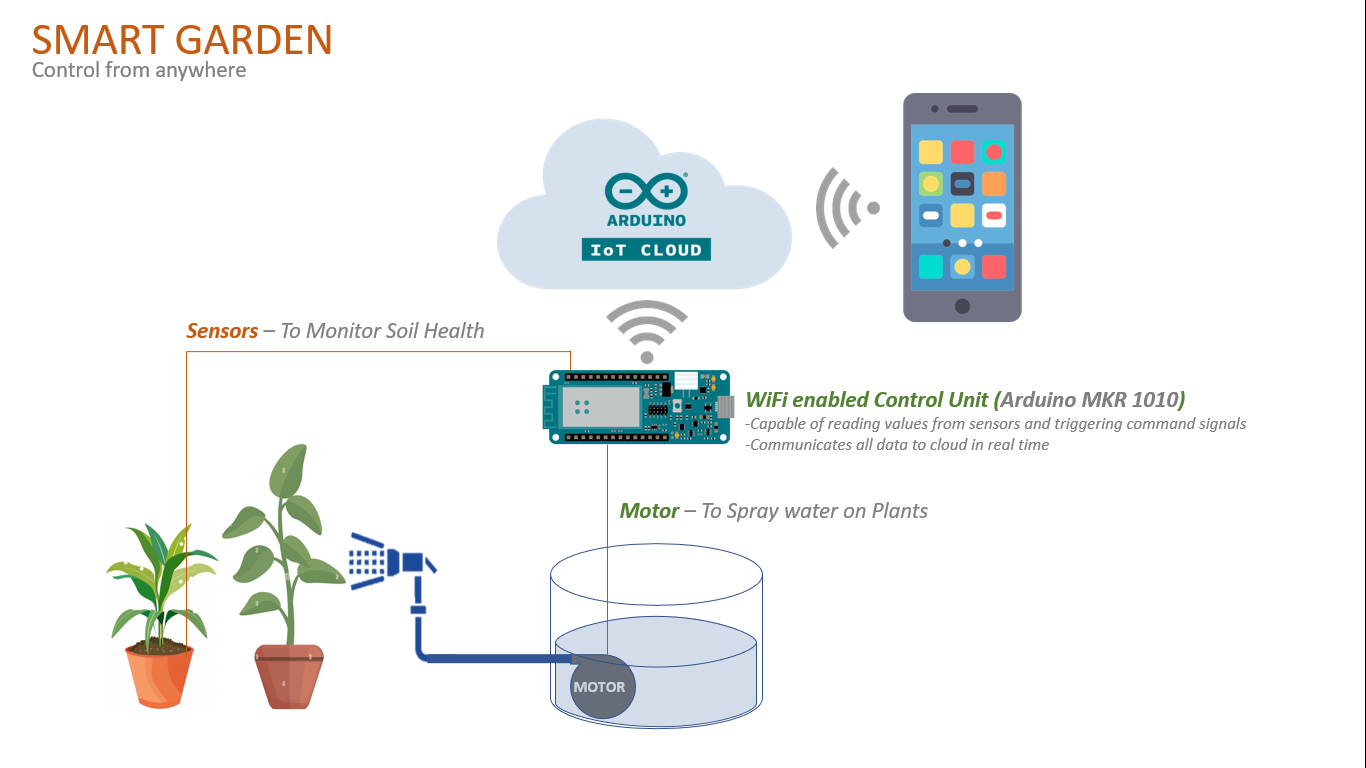 SMART GARDEN
Control from anywhere
ARDUINO
IoT CLOUD
Sensors – To Monitor Soil Health
WiFi enabled Control Unit (Arduino MKR 1010)
-Capable of reading values from sensors and triggering command signals
-Communicates all data to cloud in real time
Motor – To Spray water on Plants
MOTOR